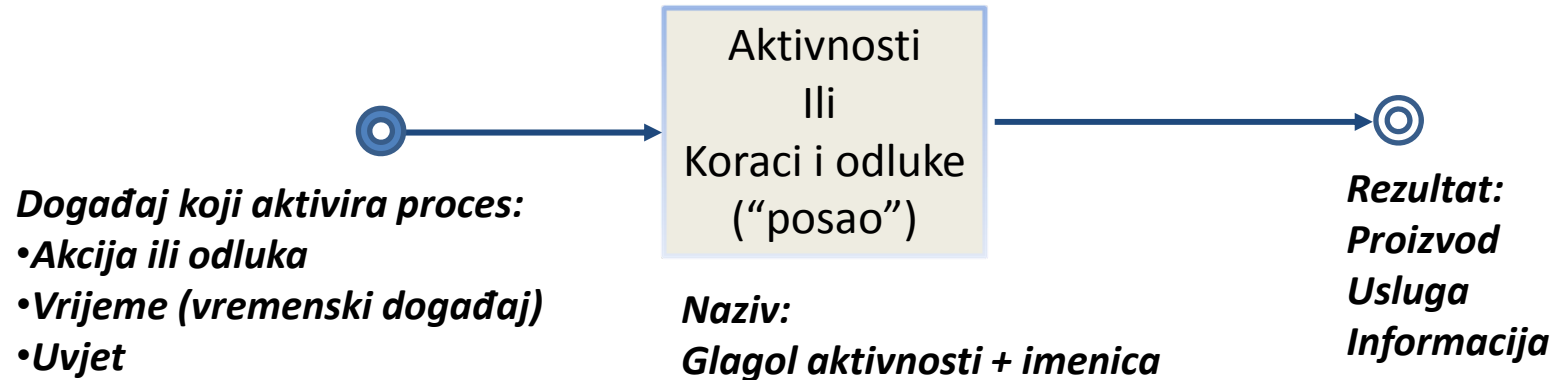 Aktivnosti
Ili
Koraci i odluke
(“posao”)
Događaj koji aktivira proces:
•Akcija ili odluka
•Vrijeme (vremenski događaj)
•Uvjet
Naziv:
Glagol aktivnosti + imenica
Rezultat:
Proizvod
Usluga
Informacija